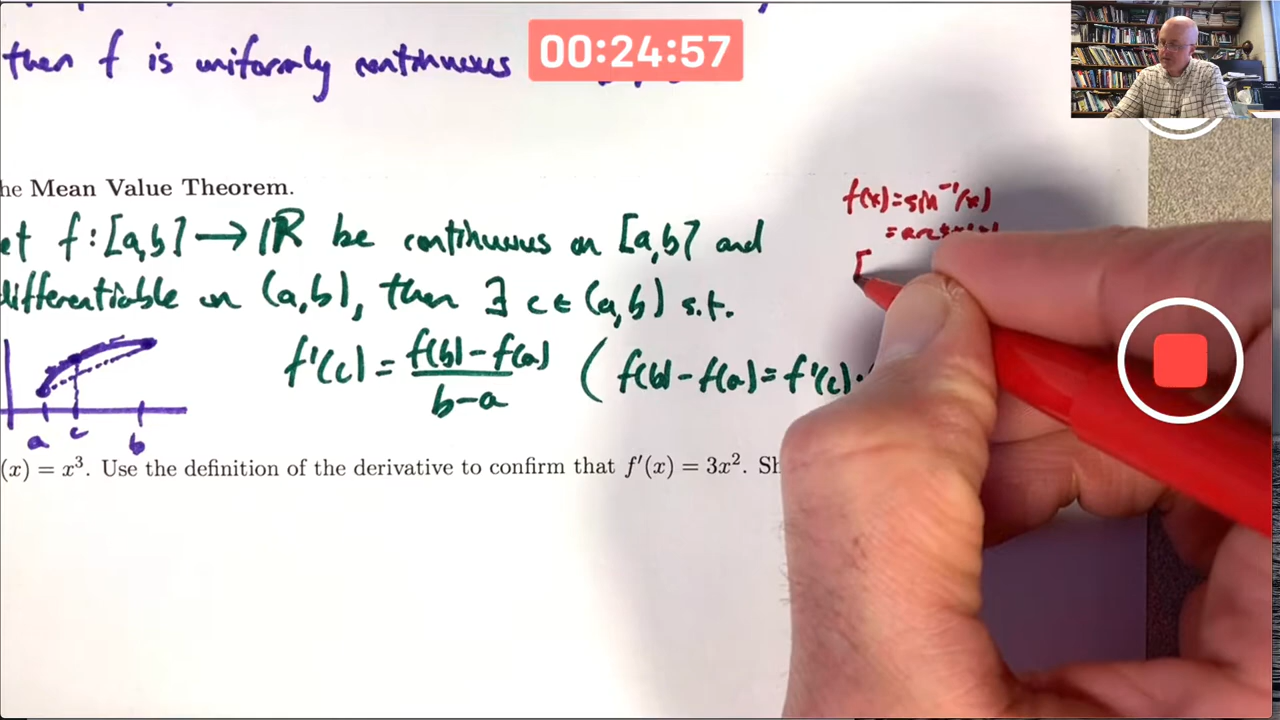 then f is uniformly continuous
00:24:57
he Mean Value Theorem.
et f : [a,b] → ℝ be continuous on [a,b] and
differentiable on (a,b), then ∃ c ∈ (a,b) s.t.
f'(c) = f(b) - f(a) / b - a ( f(b) - f(a) = f'(c) ·
a c b
f(x) = sin⁻¹(x)
[
(x) = x³. Use the definition of the derivative to confirm that f′(x) = 3x². Sh